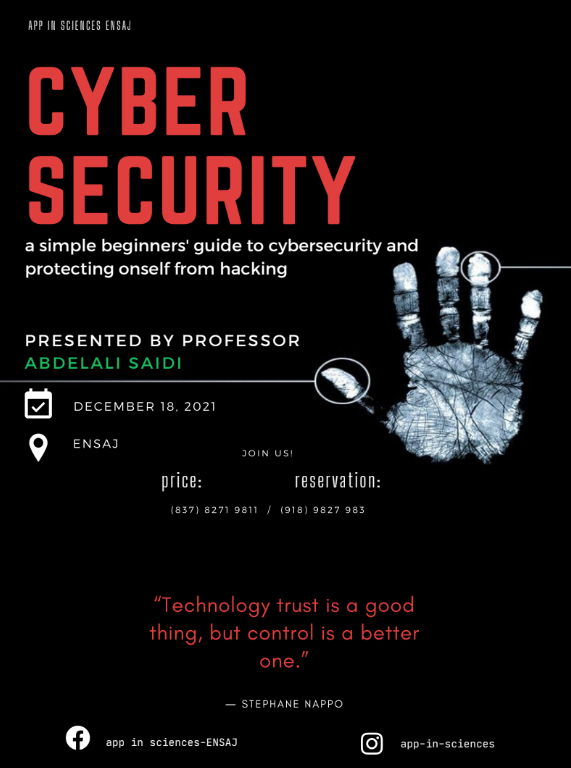 APP IN SCIENCES ENSAJ
CYBER
SECURITY
a simple beginners' guide to cybersecurity and
protecting onself from hacking
PRESENTED BY PROFESSOR
ABDELALI SAIDI
DECEMBER 18, 2021
ENSAJ
JOIN US!
price: reservation:
(837) 8271 9811 / (918) 9827 983
“Technology trust is a good
thing, but control is a better
one.”
— STEPHANE NAPPO
app in sciences-ENSAJ
app-in-sciences